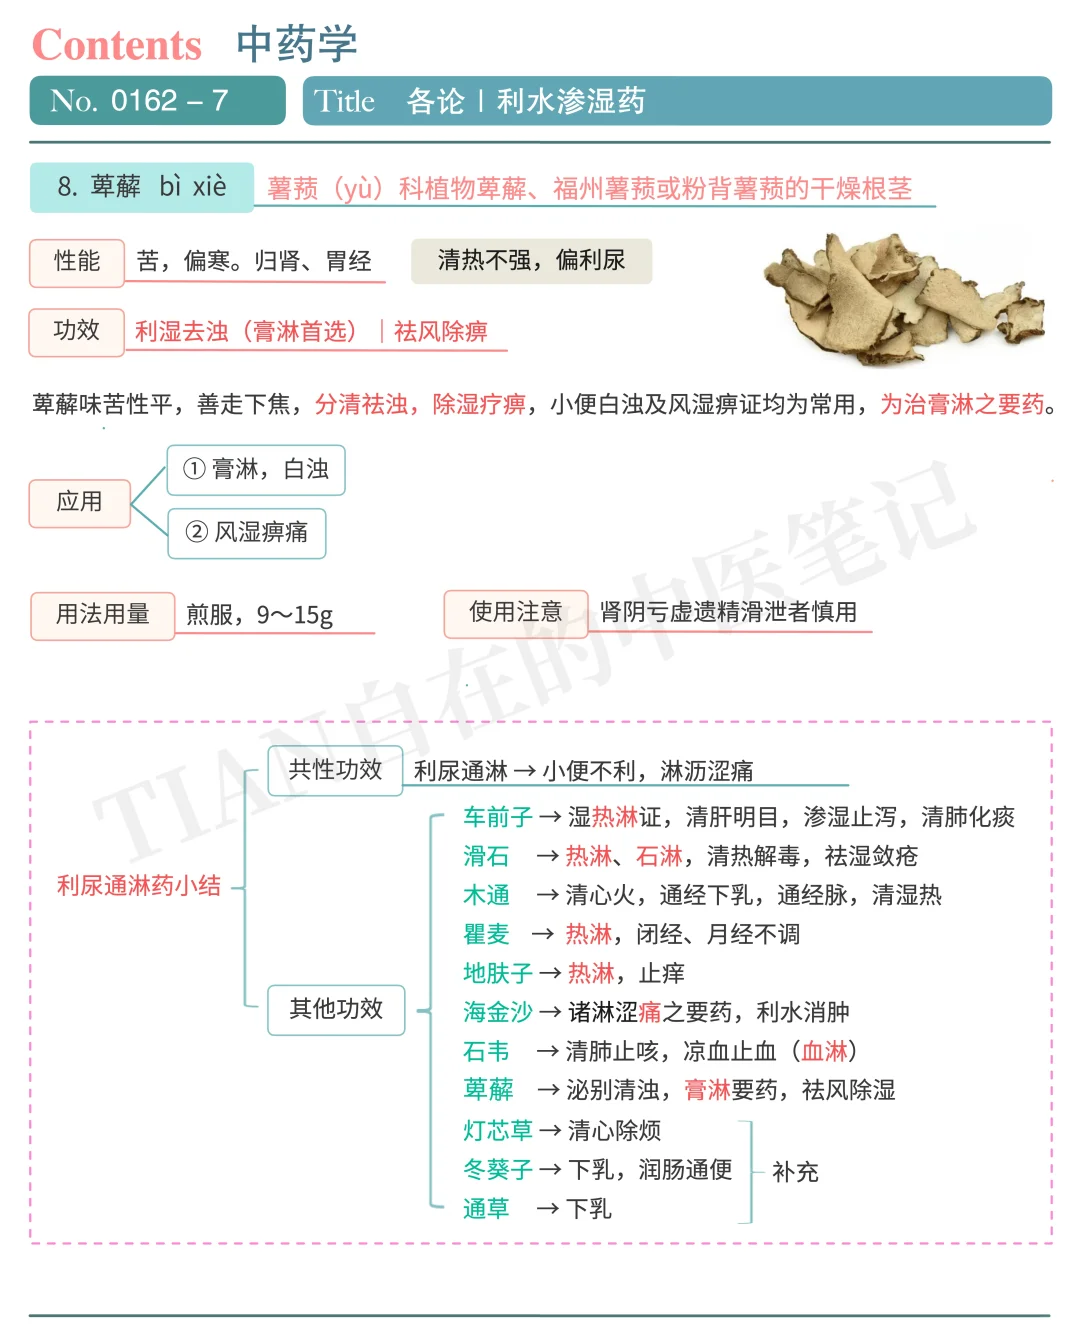 Contents 中药学
No. 0162-7 Title 各论 | 利水渗湿药
8. 萆薢 bì xiè 薯蓣（yù）科植物萆薢、福州薯蓣或粉背薯蓣的干燥根茎
性能 苦，偏寒。归肾、胃经 清热不强，偏利尿
功效 利湿去浊（膏淋首选）｜祛风除痹
萆薢味苦性平，善走下焦，分清祛浊，除湿疗痹，小便白浊及风湿痹证均为常用，为治膏淋之要药。
应用
① 膏淋，白浊
② 风湿痹痛
用法用量 煎服，9～15g 使用注意 肾阴亏虚遗精滑泄者慎用
TIAN自在的中医笔记
利尿通淋药小结
共性功效 利尿通淋 → 小便不利，淋沥涩痛
其他功效
车前子 → 湿热淋证，清肝明目，渗湿止泻，清肺化痰
滑石 → 热淋、石淋，清热解毒，祛湿敛疮
木通 → 清心火，通经下乳，通经脉，清湿热
瞿麦 → 热淋，闭经、月经不调
地肤子 → 热淋，止痒
海金沙 → 诸淋涩痛之要药，利水消肿
石韦 → 清肺止咳，凉血止血（血淋）
萆薢 → 泌别清浊，膏淋要药，祛风除湿
灯芯草 → 清心除烦
冬葵子 → 下乳，润肠通便
通草 → 下乳
补充